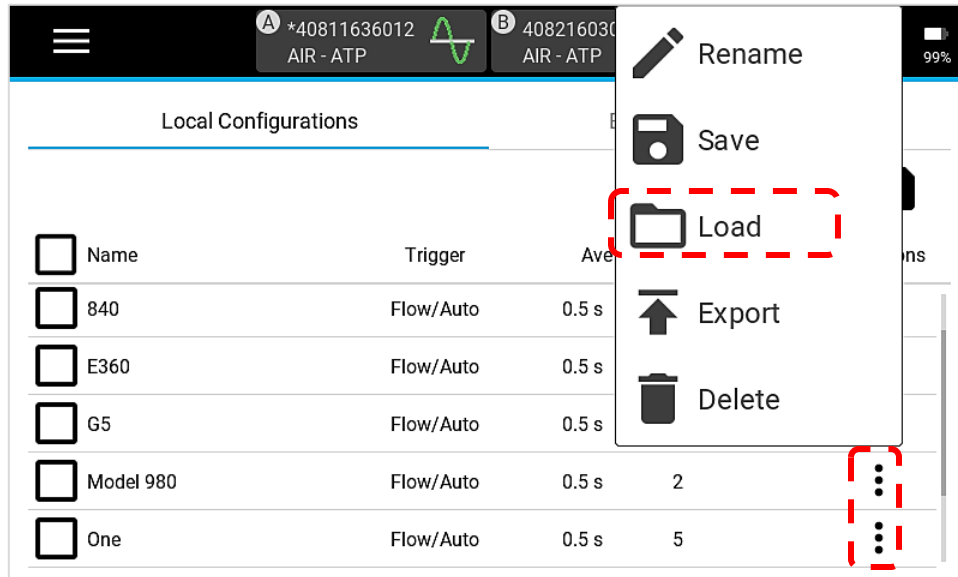 A *40811636012
AIR - ATP
B 408216030
AIR - ATP
99%
Rename
Save
Load
Export
Delete
Local Configurations
Name Trigger Ave ons
840 Flow/Auto 0.5 s
E360 Flow/Auto 0.5 s
G5 Flow/Auto 0.5 s
Model 980 Flow/Auto 0.5 s 2
One Flow/Auto 0.5 s 5